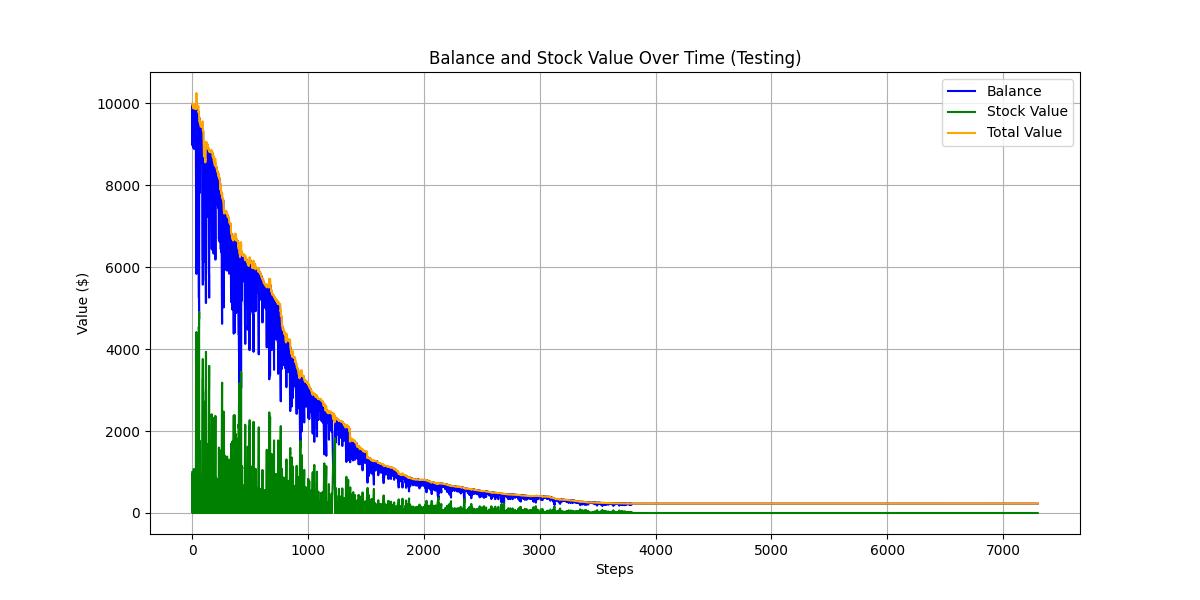 Balance and Stock Value Over Time (Testing)
Balance
Stock Value
Total Value
Value ($)
10000
8000
6000
4000
2000
0
0 1000 2000 3000 4000 5000 6000 7000
Steps